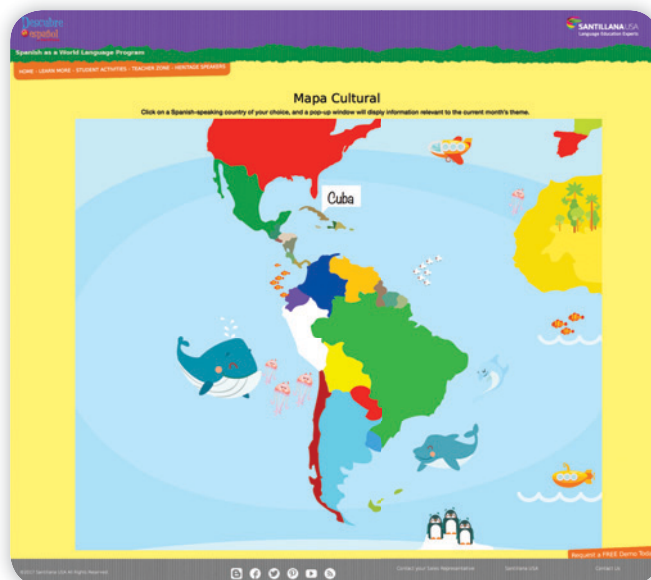 Descubre
el español
SANTILLANA USA
Language Education Experts
Spanish as a World Language Program
HOME - LEARN MORE - STUDENT ACTIVITIES - TEACHER ZONE - HERITAGE SPEAKERS
Mapa Cultural
Click on a Spanish-speaking country of your choice, and a pop-up window will disply information relevant to the current month's theme.
Cuba
Request a FREE Demo
©2017 Santillana USA All Rights Reserved.
Contact your Sales Representative
Santillana USA
Contact Us